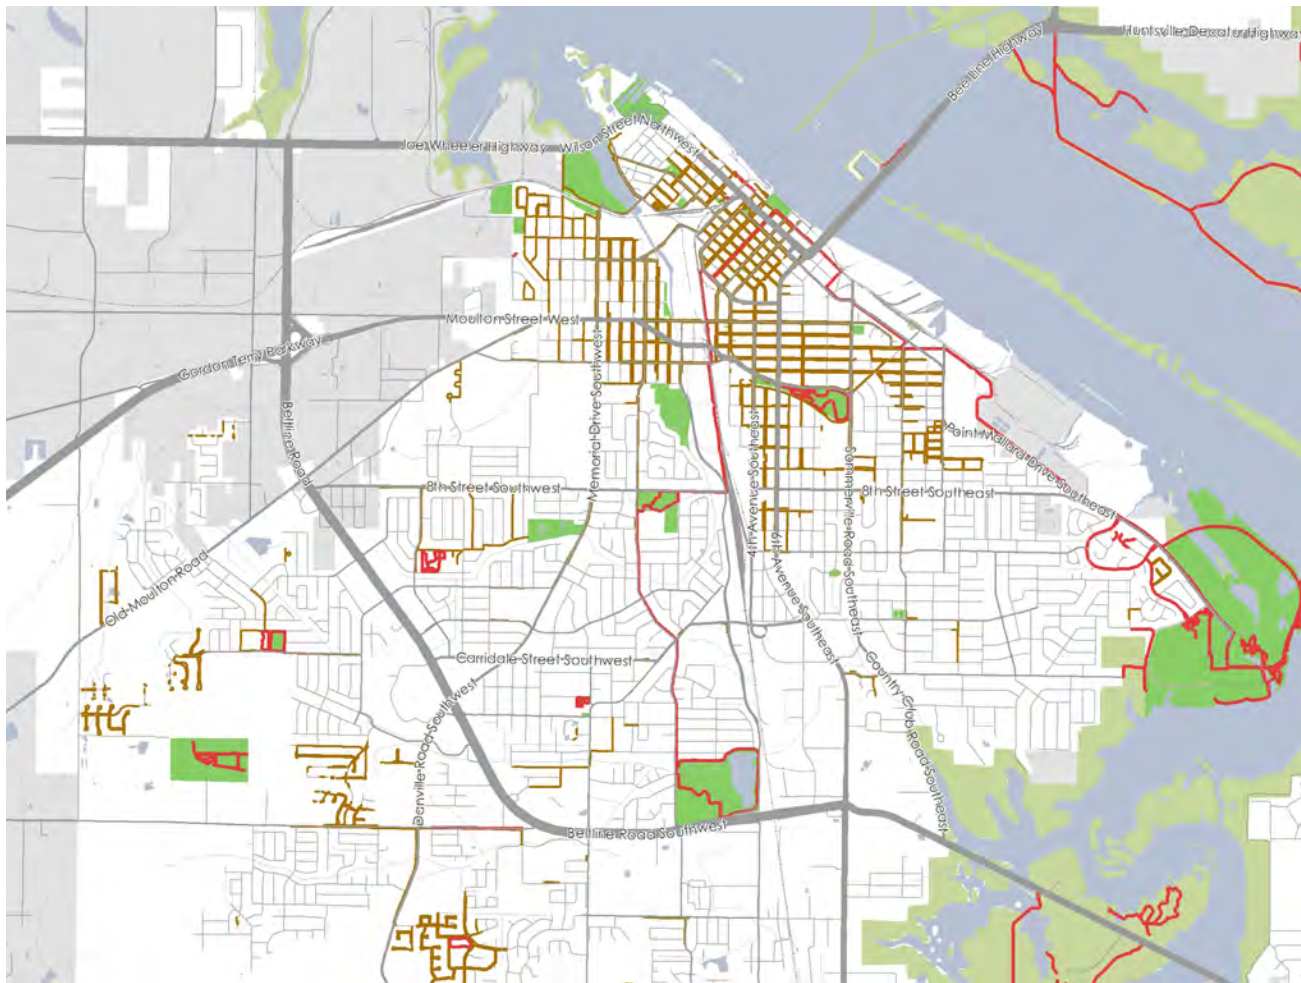 Huntsville-Decatur Highway
Beeline Highway
Joe Wheeler Highway
Wilson Street Northwest
Moulton Street West
Gordon Terry Parkway
Beltline Road
Memorial Drive Southwest
Point Mallard Drive Southeast
8th Street Southwest
8th Street Southeast
4th Avenue Southeast
9th Avenue Southeast
Sommerville Road Southeast
Old Moulton Road
Carridale Street Southwest
Country Club Road Southeast
Danville Road Southwest
Beltline Road Southwest